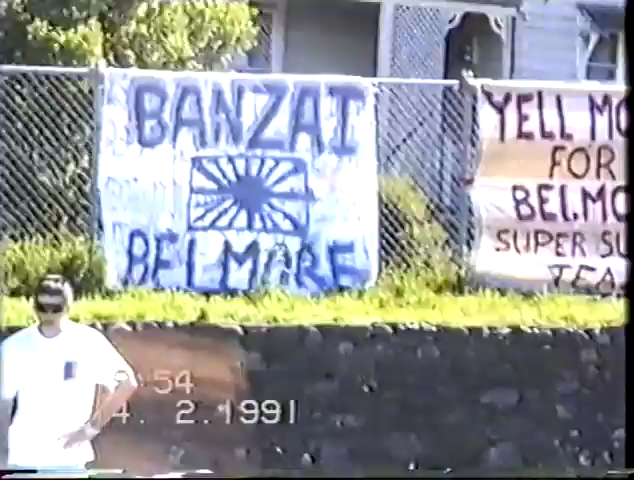 BANZAI
BELMORE
YELL MO
FOR
BELMO
SUPER SU
TEA
:54
4. 2.1991